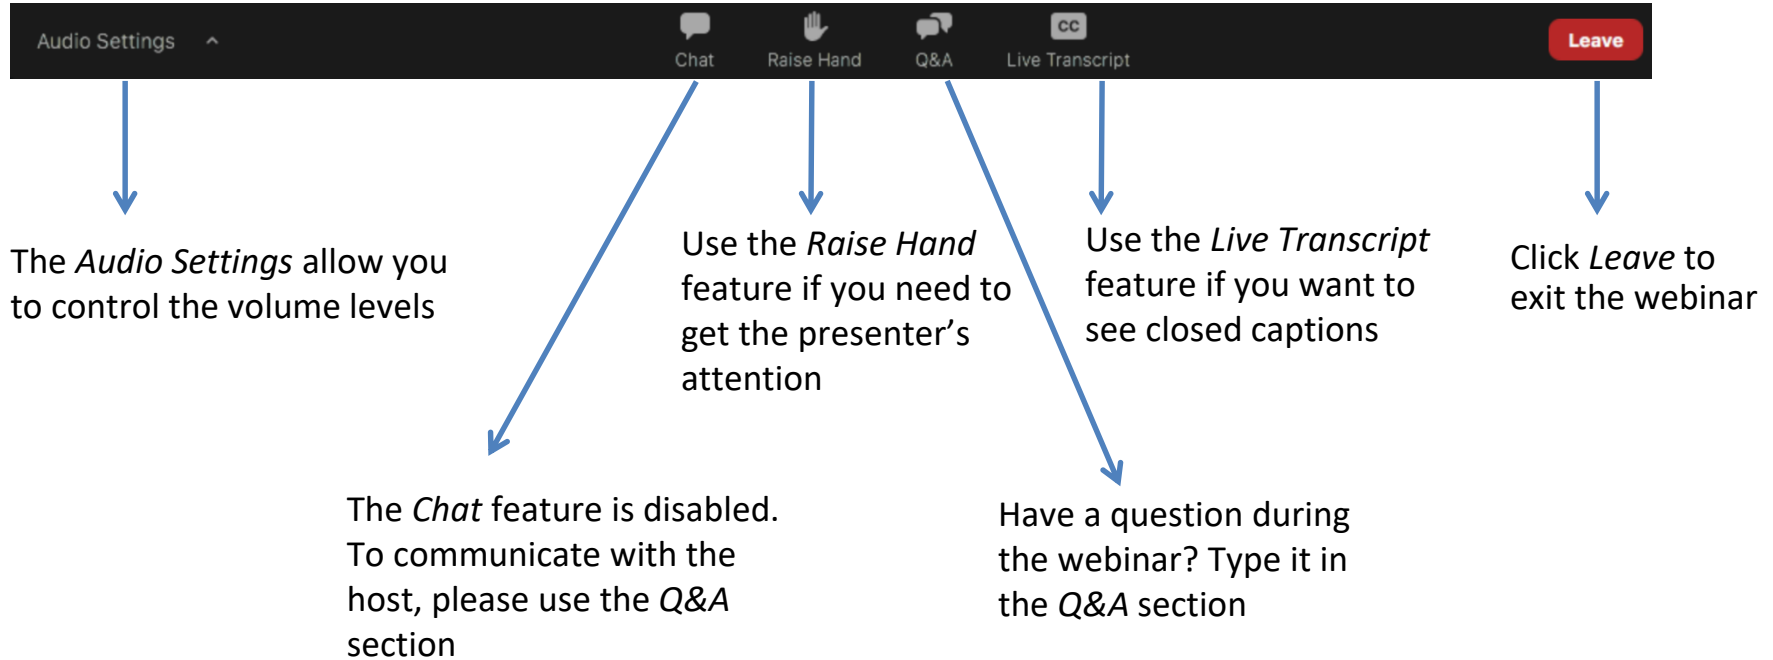 Audio Settings
Chat
Raise Hand
Q&A
CC
Live Transcript
Leave
The Audio Settings allow you
to control the volume levels
Use the Raise Hand
feature if you need to
get the presenter's
attention
Use the Live Transcript
feature if you want to
see closed captions
Click Leave to
exit the webinar
The Chat feature is disabled.
To communicate with the
host, please use the Q&A
section
Have a question during
the webinar? Type it in
the Q&A section